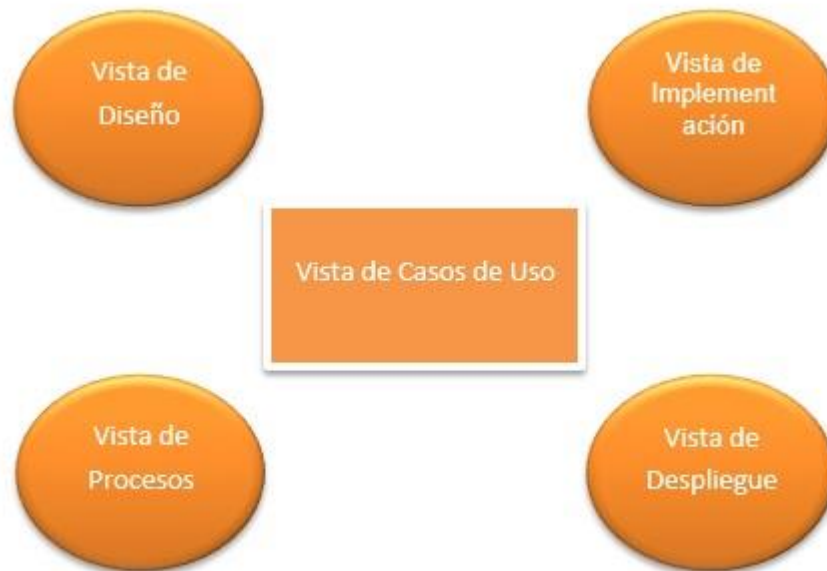 Vista de
Diseño
Vista de
Implement
ación
Vista de Casos de Uso
Vista de
Procesos
Vista de
Despliegue